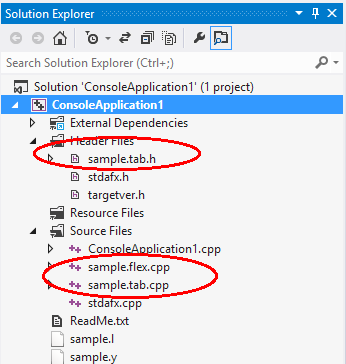 Solution Explorer
Search Solution Explorer (Ctrl+;)
Solution 'ConsoleApplication1' (1 project)
ConsoleApplication1
External Dependencies
Header Files
sample.tab.h
stdafx.h
targetver.h
Resource Files
Source Files
ConsoleApplication1.cpp
sample.flex.cpp
sample.tab.cpp
stdafx.cpp
ReadMe.txt
sample.l
sample.y